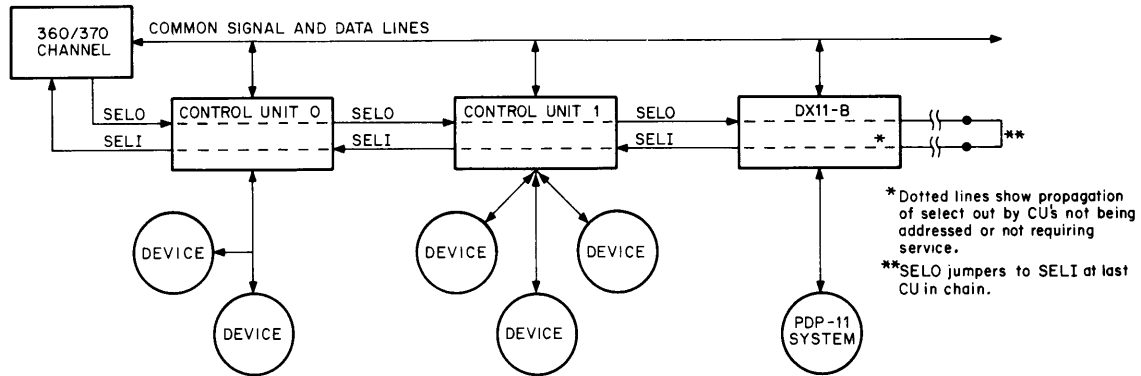 360/370
CHANNEL
COMMON SIGNAL AND DATA LINES
SELO
CONTROL UNIT 0
SELO
CONTROL UNIT 1
SELO
DX11-B
SELI
SELI
SELI
*
**
DEVICE
DEVICE
DEVICE
DEVICE
DEVICE
PDP-11
SYSTEM
*Dotted lines show propagation
of select out by CU's not being
addressed or not requiring
service.
**SELO jumpers to SELI at last
CU in chain.